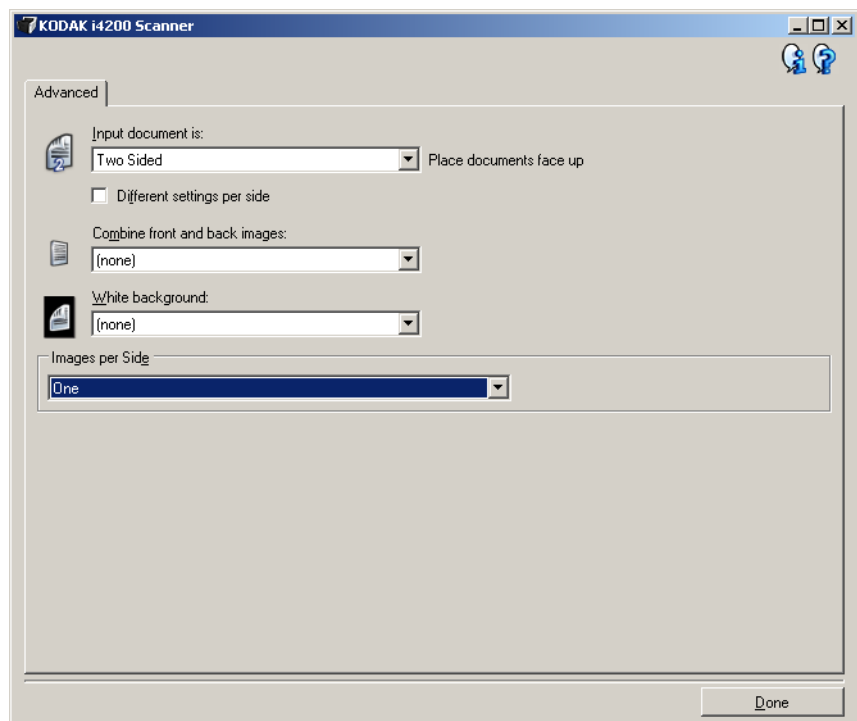 KODAK i4200 Scanner
Advanced
Input document is:
Two Sided
Place documents face up
Different settings per side
Combine front and back images:
(none)
White background:
(none)
Images per Side
One
Done